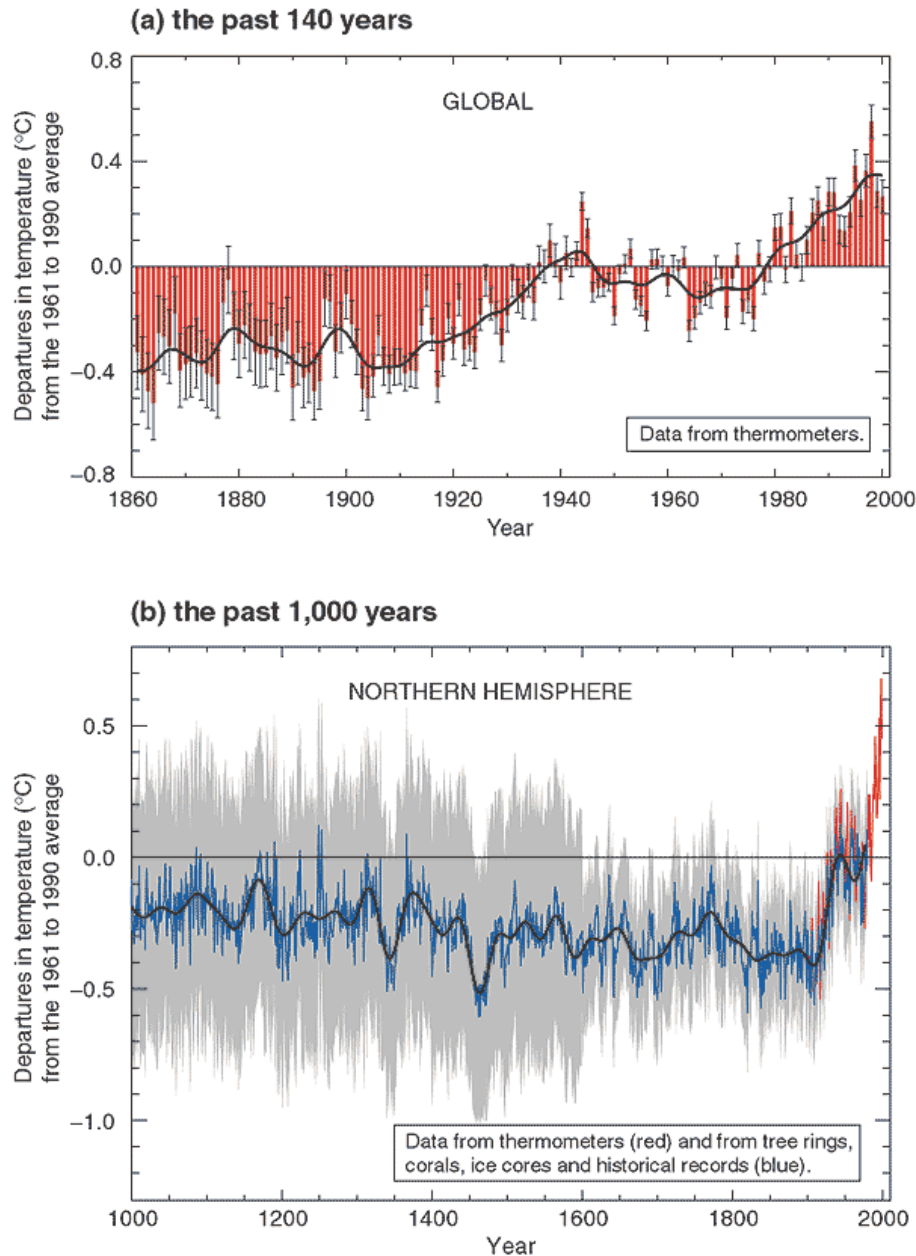 (a) the past 140 years
0.8
GLOBAL
0.4
0.0
−0.4
−0.8
Departures in temperature (°C)
from the 1961 to 1990 average
Data from thermometers.
1860 1880 1900 1920 1940 1960 1980 2000
Year
(b) the past 1,000 years
NORTHERN HEMISPHERE
0.5
0.0
−0.5
−1.0
Departures in temperature (°C)
from the 1961 to 1990 average
Data from thermometers (red) and from tree rings,
corals, ice cores and historical records (blue).
1000 1200 1400 1600 1800 2000
Year